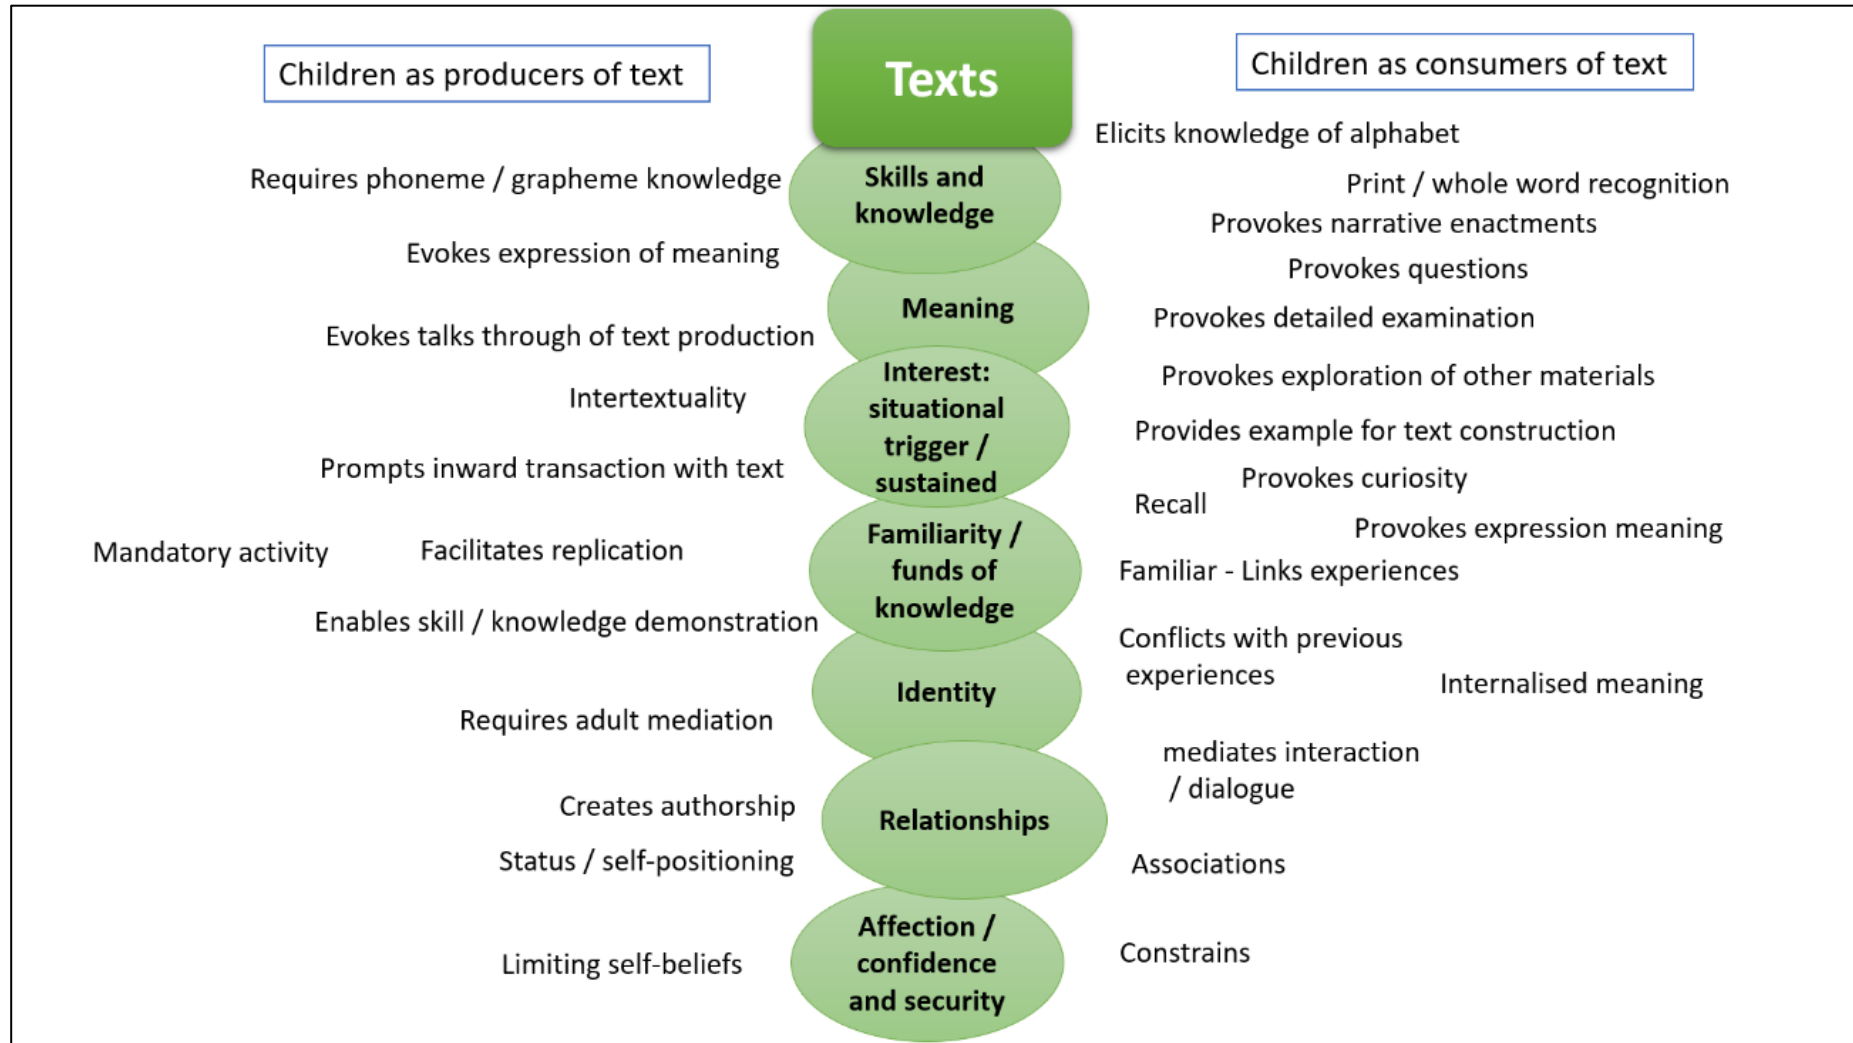 Texts
Children as producers of text
Requires phoneme / grapheme knowledge
Evokes expression of meaning
Evokes talks through of text production
Intertextuality
Prompts inward transaction with text
Mandatory activity
Facilitates replication
Enables skill / knowledge demonstration
Requires adult mediation
Creates authorship
Status / self-positioning
Limiting self-beliefs
Skills and
knowledge
Meaning
Interest:
situational
trigger /
sustained
Familiarity /
funds of
knowledge
Identity
Relationships
Affection /
confidence
and security
Children as consumers of text
Elicits knowledge of alphabet
Print / whole word recognition
Provokes narrative enactments
Provokes questions
Provokes detailed examination
Provokes exploration of other materials
Provides example for text construction
Provokes curiosity
Recall
Provokes expression meaning
Familiar - Links experiences
Conflicts with previous
experiences
Internalised meaning
mediates interaction
/ dialogue
Associations
Constrains